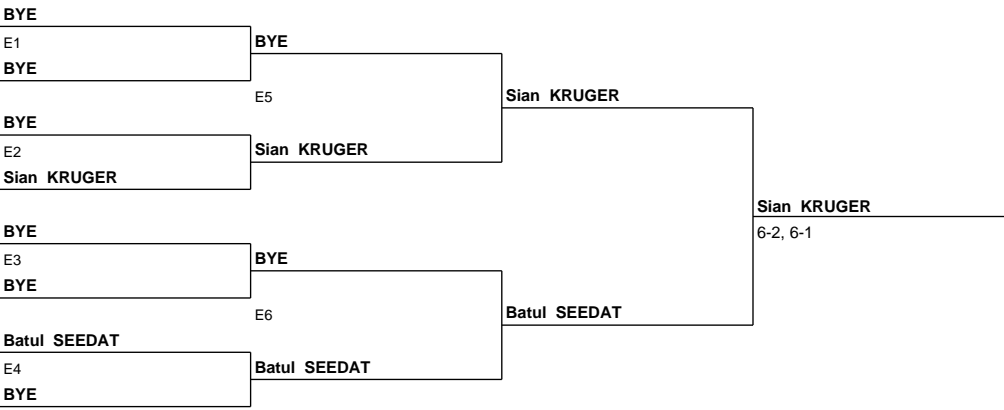 BYE
E1
BYE
BYE
E5
Sian KRUGER
BYE
E2
Sian KRUGER
Sian KRUGER
Sian KRUGER
6-2, 6-1
BYE
E3
BYE
BYE
E6
Batul SEEDAT
Batul SEEDAT
E4
Batul SEEDAT
BYE